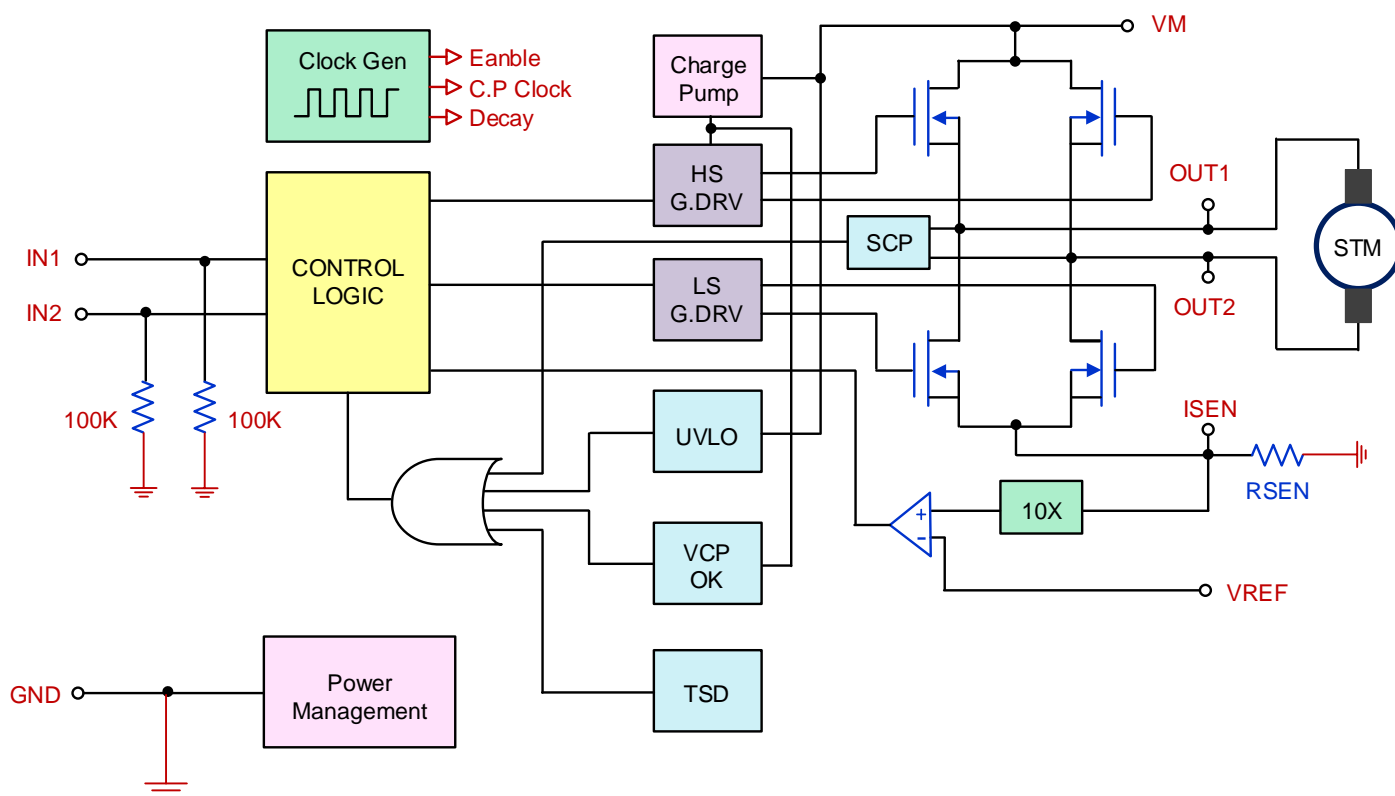 VM
Clock Gen
Eanble
C.P Clock
Decay
Charge
Pump
HS
G.DRV
OUT1
SCP
STM
IN1
CONTROL
LOGIC
IN2
LS
G.DRV
OUT2
100K
100K
UVLO
ISEN
RSEN
10X
+
-
VCP
OK
VREF
GND
Power
Management
TSD